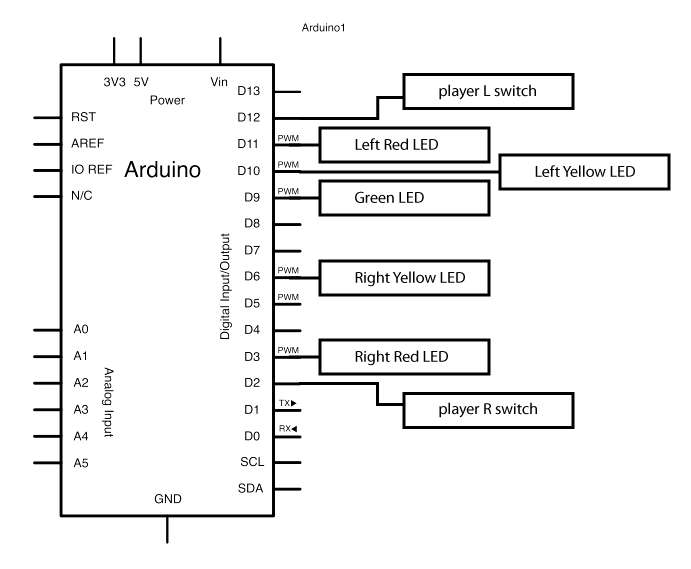 Arduino1
3V3 5V Vin
Power
D13
player L switch
RST
D12
AREF
D11 PWM Left Red LED
IO REF
Arduino
D10 PWM Left Yellow LED
N/C
D9 PWM Green LED
D8
D7
Digital Input/Output
D6 PWM Right Yellow LED
D5 PWM
A0
D4
A1
D3 PWM Right Red LED
A2
D2
player R switch
Analog Input
A3
D1 TX▶
A4
D0 RX◀
A5
SCL
SDA
GND